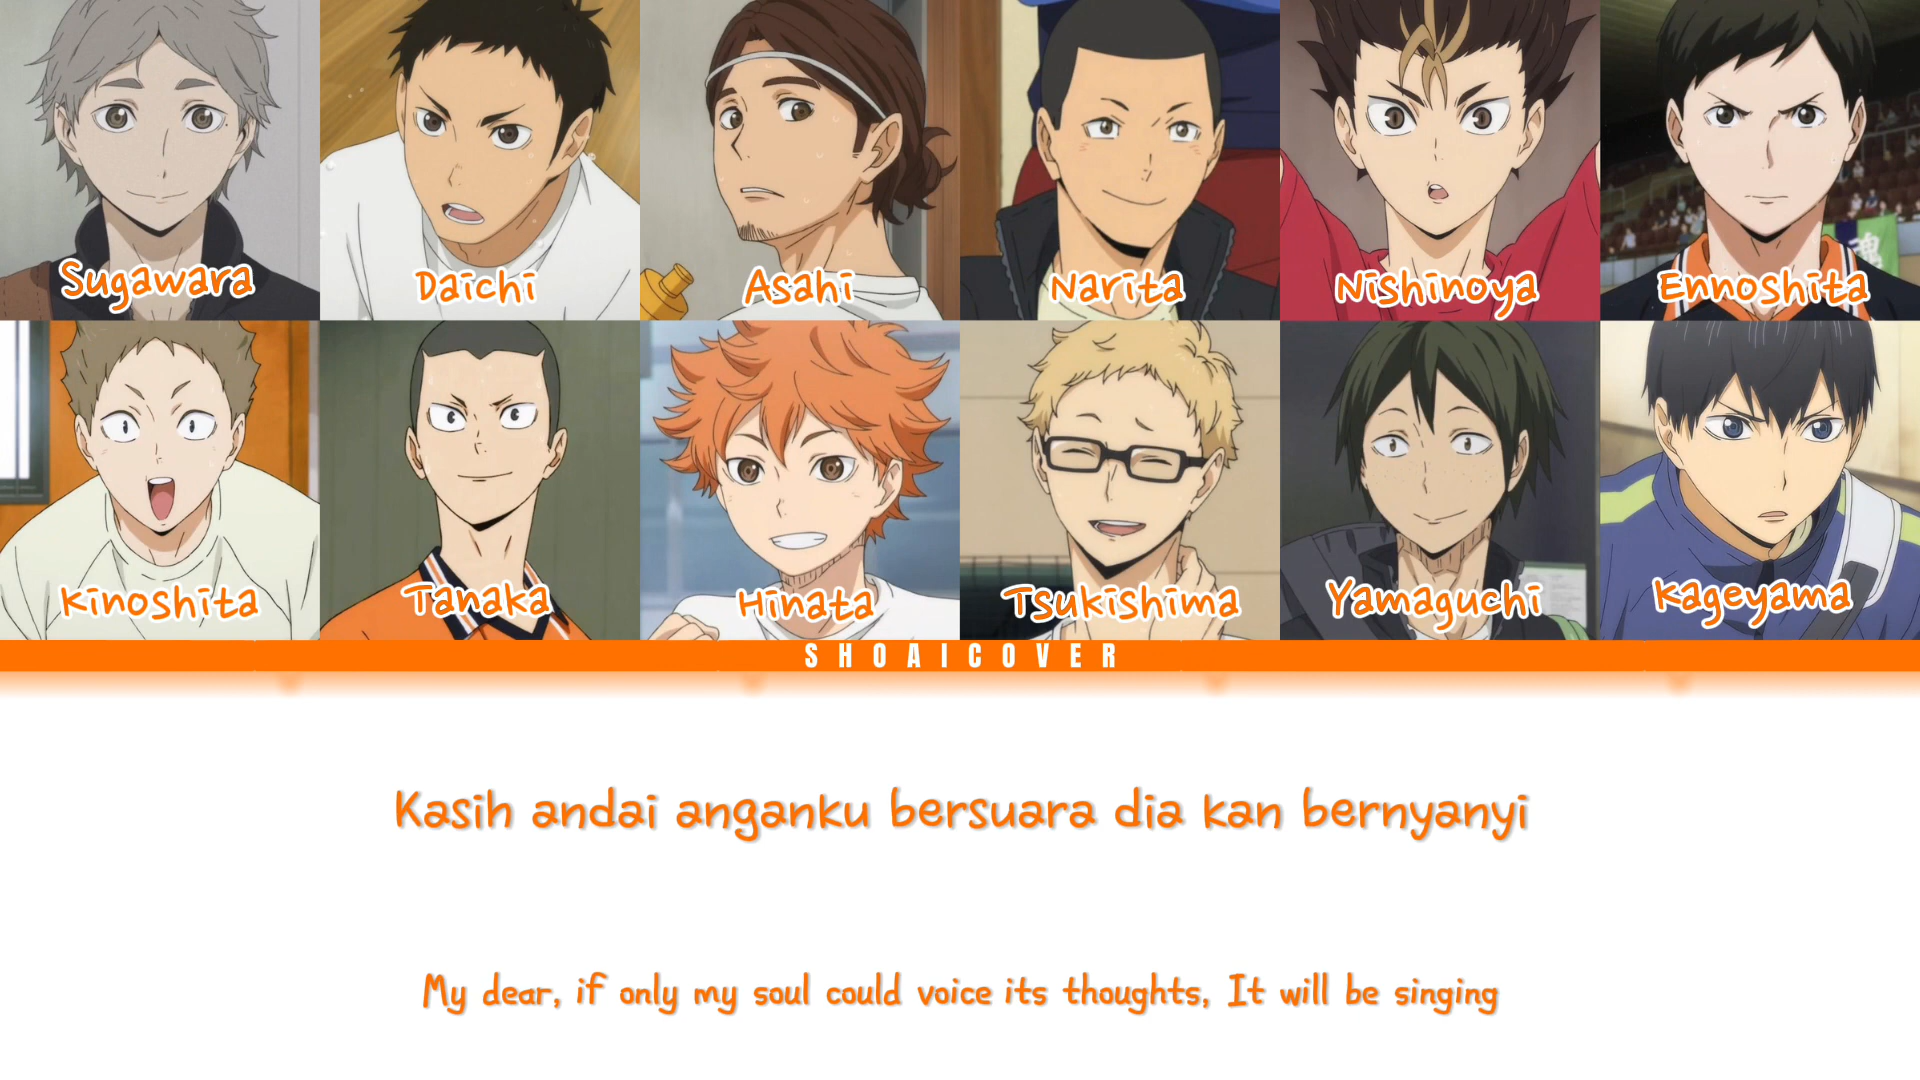 Sugawara
Daichi
Asahi
Narita
Nishinoya
Ennoshita
魂
Kinoshita
Tanaka
Hinata
Tsukishima
Yamaguchi
Kageyama
SHOAICOVER
Kasih andai anganku bersuara dia kan bernyanyi
My dear, if only my soul could voice its thoughts, It will be singing